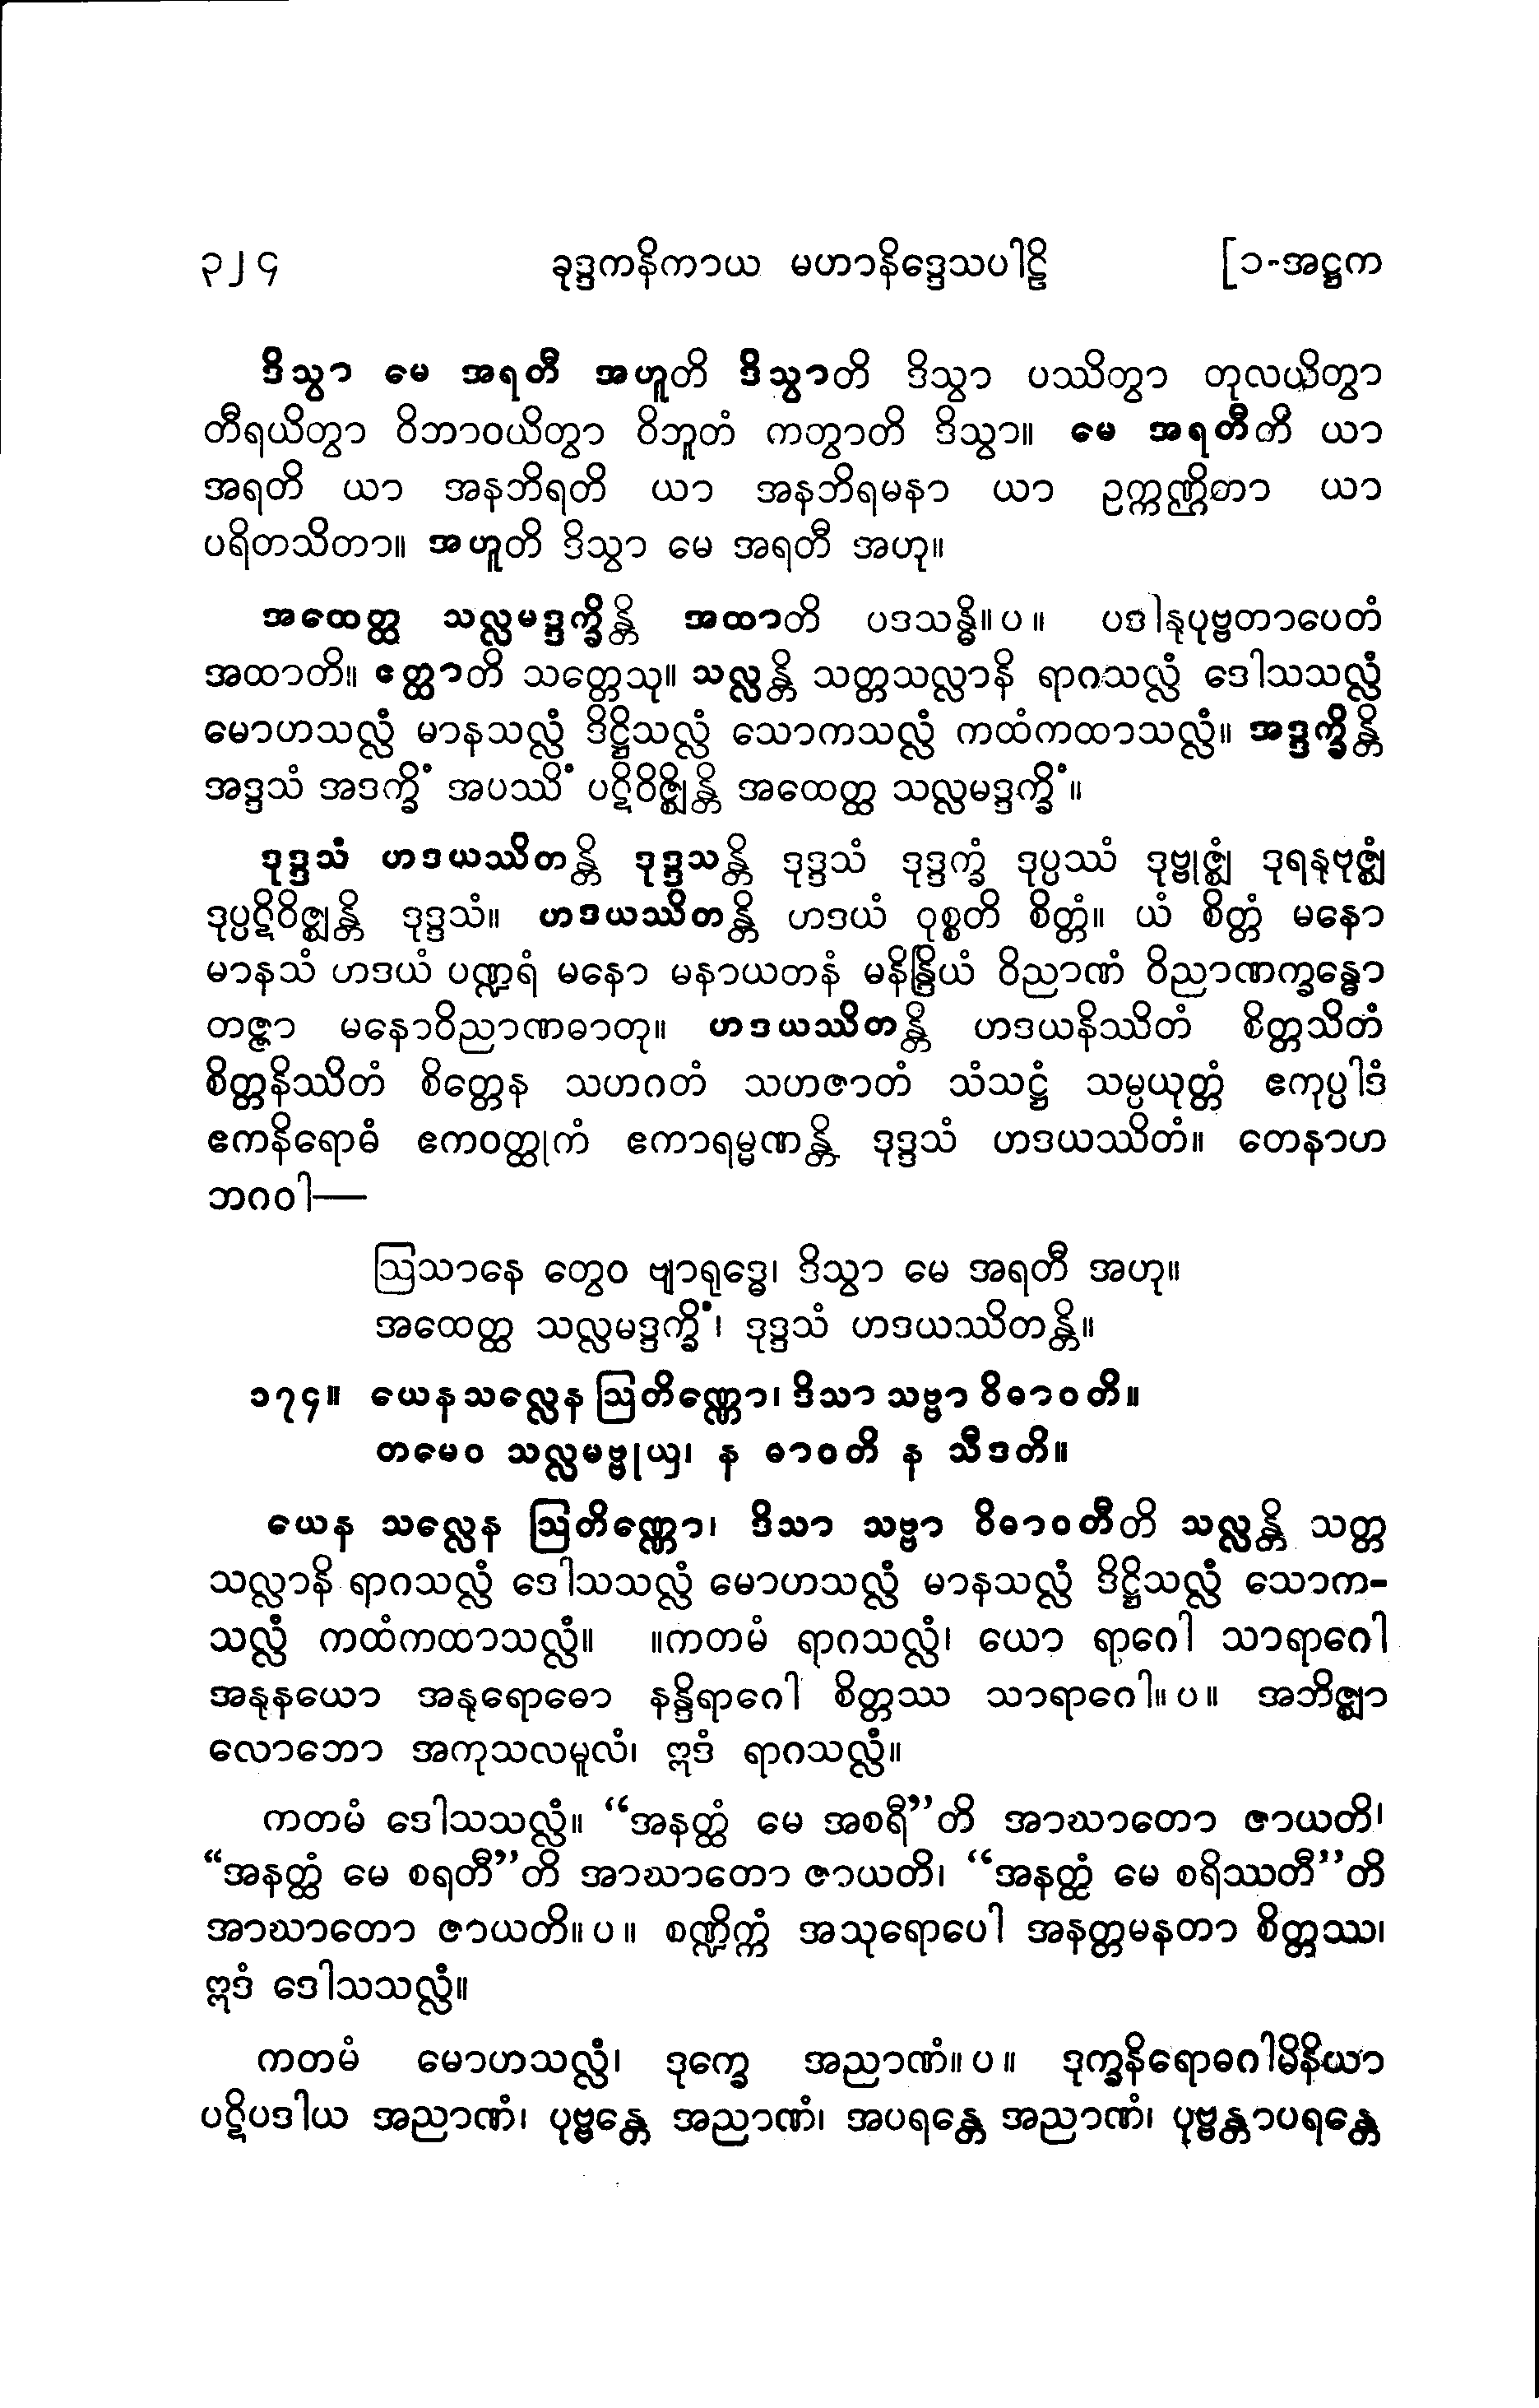 ၃၂၄ ခုဒ္ဒကနိကာယ မဟာနိဒ္ဒေသပါဠိ [၁-အဋ္ဌက
ဒိသွာ မေ အရတီ အဟူတိ ဒိသွာတိ ဒိသွာ ပဿိတွာ တုလယိတွာ
တီရယိတွာ ဝိဘာဝယိတွာ ဝိဘူတံ ကတွာတိ ဒိသွာ။ မေ အရတီတိ ယာ
အရတိ ယာ အနဘိရတိ ယာ အနဘိရမနာ ယာ ဥက္ကဏ္ဌိတာ ယာ
ပရိတသိတာ။ အဟူတိ ဒိသွာ မေ အရတီ အဟု။
အထေတ္ထ သလ္လမဒ္ဒက္ခိန္တိ အထာတိ ပဒသန္ဓိ။ပ။ ပဒါနုပုဗ္ဗတာပေတံ
အထာတိ။ ဧတ္ထာတိ သတ္တေသု။ သလ္လန္တိ သတ္တသလ္လာနိ ရာဂသလ္လံ ဒေါသသလ္လံ
မောဟသလ္လံ မာနသလ္လံ ဒိဋ္ဌိသလ္လံ သောကသလ္လံ ကထံကထာသလ္လံ။ အဒ္ဒက္ခိန္တိ
အဒ္ဒသံ အဒက္ခိံ အပဿိံ ပဋိဝိဇ္ဈိန္တိ အထေတ္ထ သလ္လမဒ္ဒက္ခိံ။
ဒုဒ္ဒသံ ဟဒယဿိတန္တိ ဒုဒ္ဒသန္တိ ဒုဒ္ဒသံ ဒုဒ္ဒက္ခံ ဒုပ္ပဿံ ဒုဗ္ဗုဇ္ဈံ ဒုရနုဗုဇ္ဈံ
ဒုပ္ပဋိဝိဇ္ဈန္တိ ဒုဒ္ဒသံ။ ဟဒယဿိတန္တိ ဟဒယံ ဝုစ္စတိ စိတ္တံ။ ယံ စိတ္တံ မနော
မာနသံ ဟဒယံ ပဏ္ဍရံ မနော မနာယတနံ မနိန္ဒြိယံ ဝိညာဏံ ဝိညာဏက္ခန္ဓော
တဇ္ဇာ မနောဝိညာဏဓာတု။ ဟဒယဿိတန္တိ ဟဒယနိဿိတံ စိတ္တသိတံ
စိတ္တနိဿိတံ စိတ္တေန သဟဂတံ သဟဇာတံ သံသဋ္ဌံ သမ္ပယုတ္တံ ဧကုပ္ပါဒံ
ဧကနိရောဓံ ဧကဝတ္ထုကံ ဧကာရမ္မဏန္တိ ဒုဒ္ဒသံ ဟဒယဿိတံ။ တေနာဟ
ဘဂဝါ—
ဩသာနေ တွေဝ ဗျာရုဒ္ဓေ၊ ဒိသွာ မေ အရတီ အဟု။
အထေတ္ထ သလ္လမဒ္ဒက္ခိံ၊ ဒုဒ္ဒသံ ဟဒယဿိတန္တိ။
၁၇၄။ ယေနသလ္လေန ဩတိဏ္ဏော၊ ဒိသာ သဗ္ဗာ ဝိဓာဝတိ။
တမေဝ သလ္လမဗ္ဗုယှ၊ န ဓာဝတိ န သီဒတိ။
ယေန သလ္လေန ဩတိဏ္ဏော၊ ဒိသာ သဗ္ဗာ ဝိဓာဝတီတိ သလ္လန္တိ သတ္တ
သလ္လာနိ ရာဂသလ္လံ ဒေါသသလ္လံ မောဟသလ္လံ မာနသလ္လံ ဒိဋ္ဌိသလ္လံ သောက-
သလ္လံ ကထံကထာသလ္လံ။ ။ကတမံ ရာဂသလ္လံ၊ ယော ရာဂေါ သာရာဂေါ
အနုနယော အနုရောဓော နန္ဒိရာဂေါ စိတ္တဿ သာရာဂေါ။ပ။ အဘိဇ္ဈာ
လောဘော အကုသလမူလံ၊ ဣဒံ ရာဂသလ္လံ။
ကတမံ ဒေါသသလ္လံ။ “အနတ္ထံ မေ အစရီ”တိ အာဃာတော ဇာယတိ၊
“အနတ္ထံ မေ စရတီ”တိ အာဃာတော ဇာယတိ၊ “အနတ္ထံ မေ စရိဿတီ”တိ
အာဃာတော ဇာယတိ။ပ။ စဏ္ဍိက္ကံ အသုရောပေါ အနတ္တမနတာ စိတ္တဿ၊
ဣဒံ ဒေါသသလ္လံ။
ကတမံ မောဟသလ္လံ၊ ဒုက္ခေ အညာဏံ။ပ။ ဒုက္ခနိရောဓဂါမိနိယာ
ပဋိပဒါယ အညာဏံ၊ ပုဗ္ဗန္တေ အညာဏံ၊ အပရန္တေ အညာဏံ၊ ပုဗ္ဗန္တာပရန္တေ